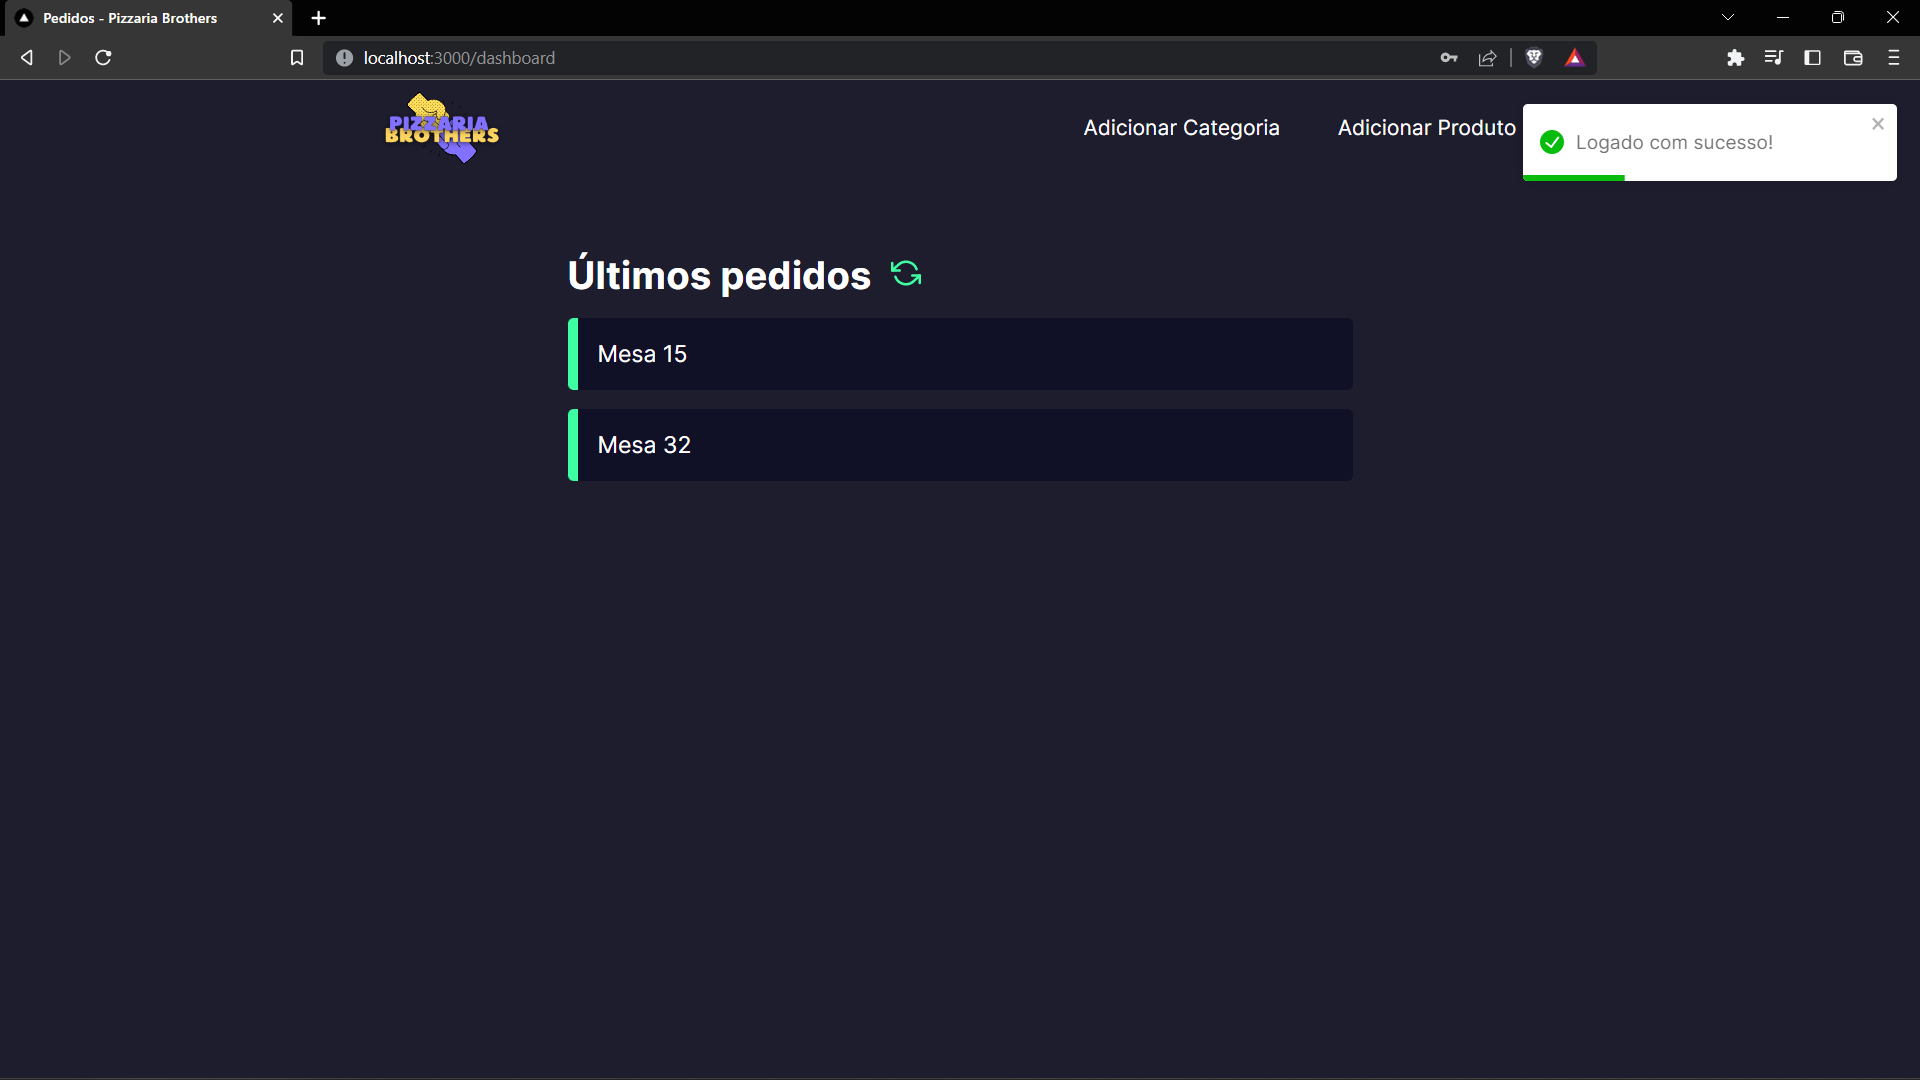 Pedidos - Pizzaria Brothers
localhost:3000/dashboard
PIZZARIA
BROTHERS
Adicionar Categoria
Adicionar Produto
Logado com sucesso!
Últimos pedidos
Mesa 15
Mesa 32